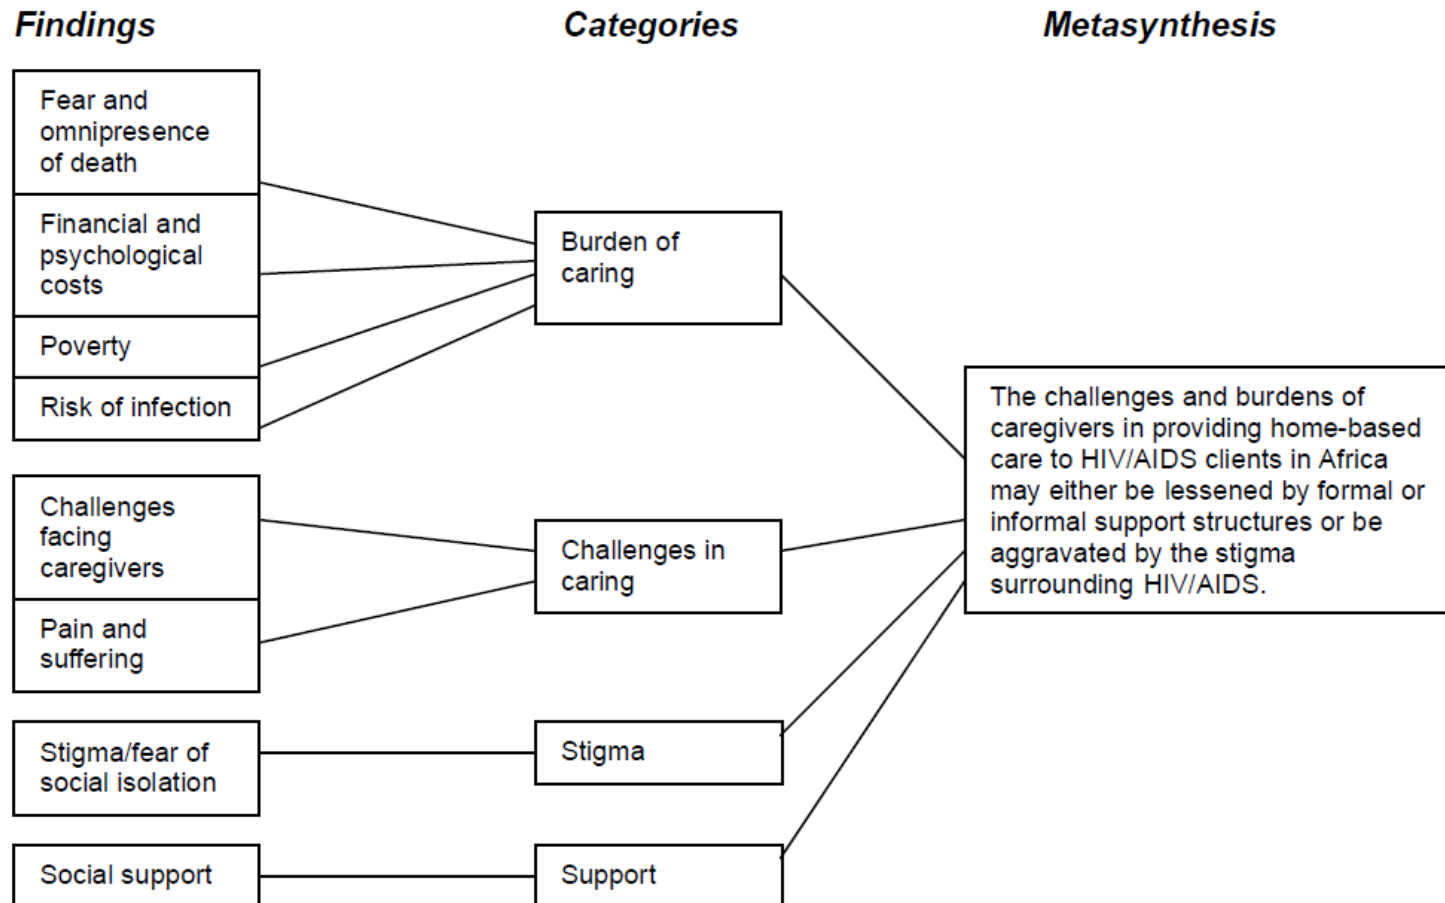 Findings
Categories
Metasynthesis
Fear and
omnipresence
of death
Financial and
psychological
costs
Poverty
Risk of infection
Burden of
caring
Challenges
facing
caregivers
Pain and
suffering
Challenges in
caring
Stigma/fear of
social isolation
Stigma
Social support
Support
The challenges and burdens of
caregivers in providing home-based
care to HIV/AIDS clients in Africa
may either be lessened by formal or
informal support structures or be
aggravated by the stigma
surrounding HIV/AIDS.